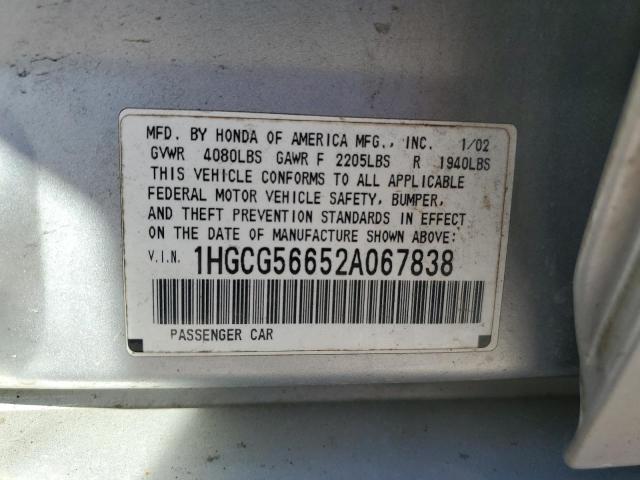 MFD. BY HONDA OF AMERICA MFG., INC. 1/02
GVWR 4080LBS GAWR F 2205LBS R 1940LBS
THIS VEHICLE CONFORMS TO ALL APPLICABLE
FEDERAL MOTOR VEHICLE SAFETY, BUMPER,
AND THEFT PREVENTION STANDARDS IN EFFECT
ON THE DATE OF MANUFACTURE SHOWN ABOVE:
V.I.N. 1HGCG56652A067838
PASSENGER CAR